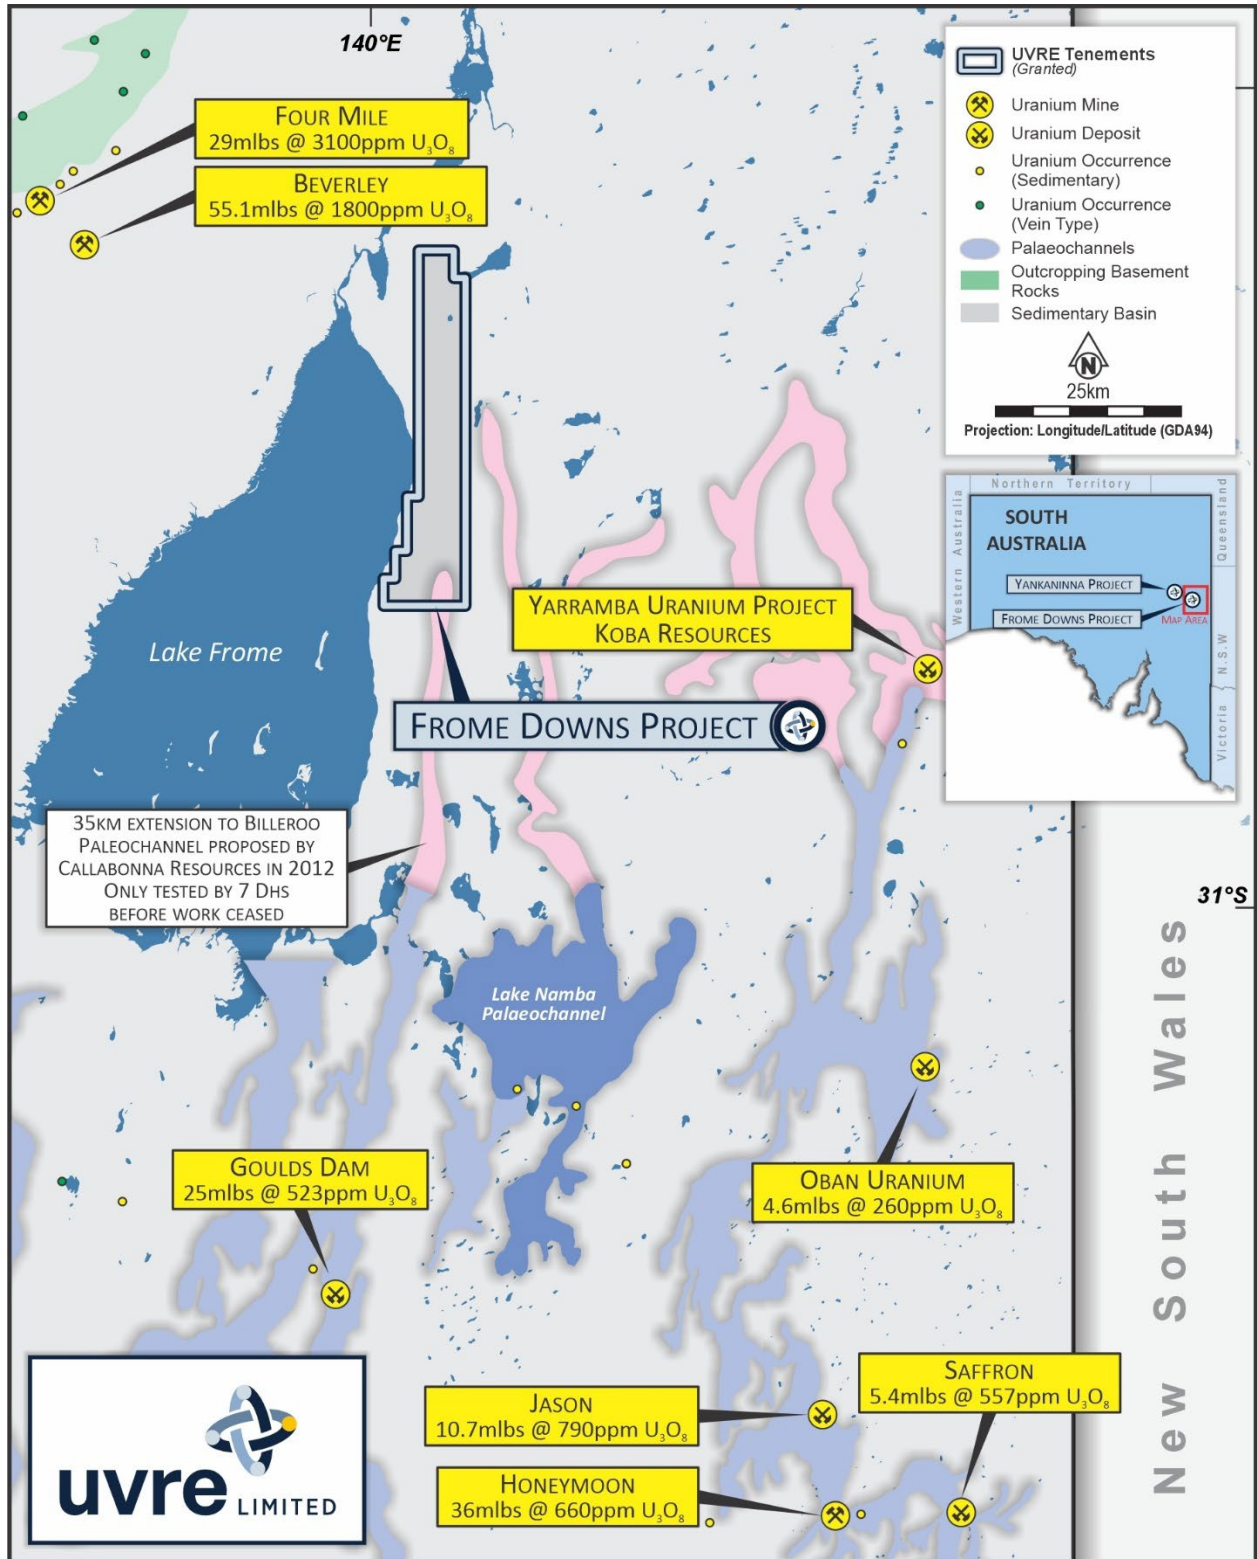 140°E
FOUR MILE
29mlbs @ 3100ppm U₃O₈
BEVERLEY
55.1mlbs @ 1800ppm U₃O₈
UVRE Tenements
(Granted)
Uranium Mine
Uranium Deposit
Uranium Occurrence
(Sedimentary)
Uranium Occurrence
(Vein Type)
Palaeochannels
Outcropping Basement
Rocks
Sedimentary Basin
N
25km
Projection: Longitude/Latitude (GDA94)
Northern Territory
Western Australia
SOUTH
AUSTRALIA
Queensland
YANKANINNA PROJECT
FROME DOWNS PROJECT
MAP AREA
N.S.W
Victoria
Lake Frome
YARRAMBA URANIUM PROJECT
KOBA RESOURCES
FROME DOWNS PROJECT
35KM EXTENSION TO BILLEROO
PALEOCHANNEL PROPOSED BY
CALLABONNA RESOURCES IN 2012
ONLY TESTED BY 7 DHS
BEFORE WORK CEASED
31°S
Lake Namba
Palaeochannel
New South Wales
GOULDS DAM
25mlbs @ 523ppm U₃O₈
OBAN URANIUM
4.6mlbs @ 260ppm U₃O₈
SAFFRON
5.4mlbs @ 557ppm U₃O₈
JASON
10.7mlbs @ 790ppm U₃O₈
HONEYMOON
36mlbs @ 660ppm U₃O₈
uvre LIMITED